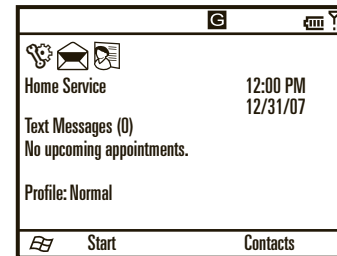 G
Home Service 12:00 PM
12/31/07
Text Messages (0)
No upcoming appointments.
Profile: Normal
Start Contacts